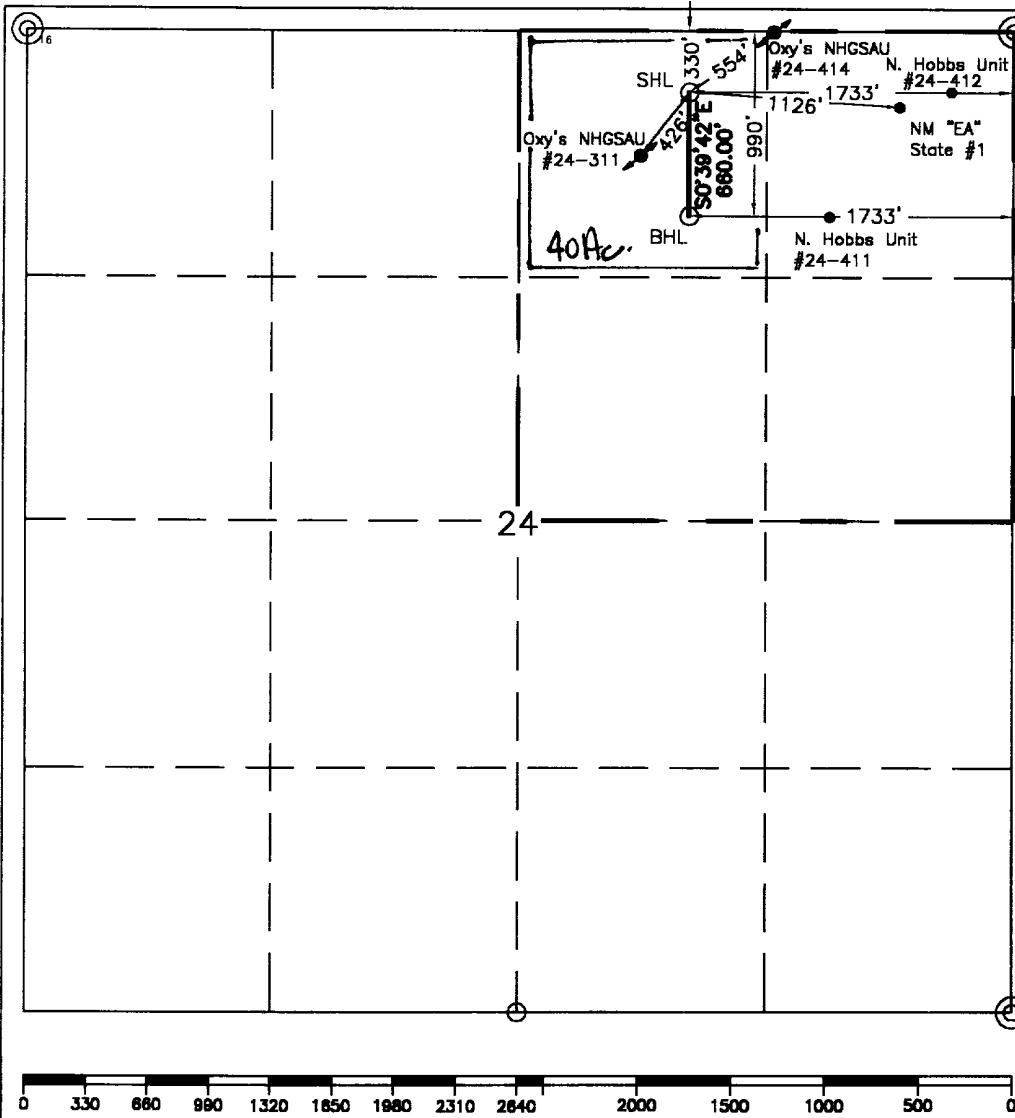 16
Oxy's NHGSAU
#24-414
N. Hobbs Unit
#24-412
330'
554'
SHL
1733'
1126'
NM "EA"
State #1
Oxy's NHGSAU
#24-311
426'
S0°39'42"E
660.00'
990'
BHL
1733'
N. Hobbs Unit
#24-411
40Ac.
24
0 330 660 990 1320 1650 1980 2310 2640 2000 1500 1000 500 0